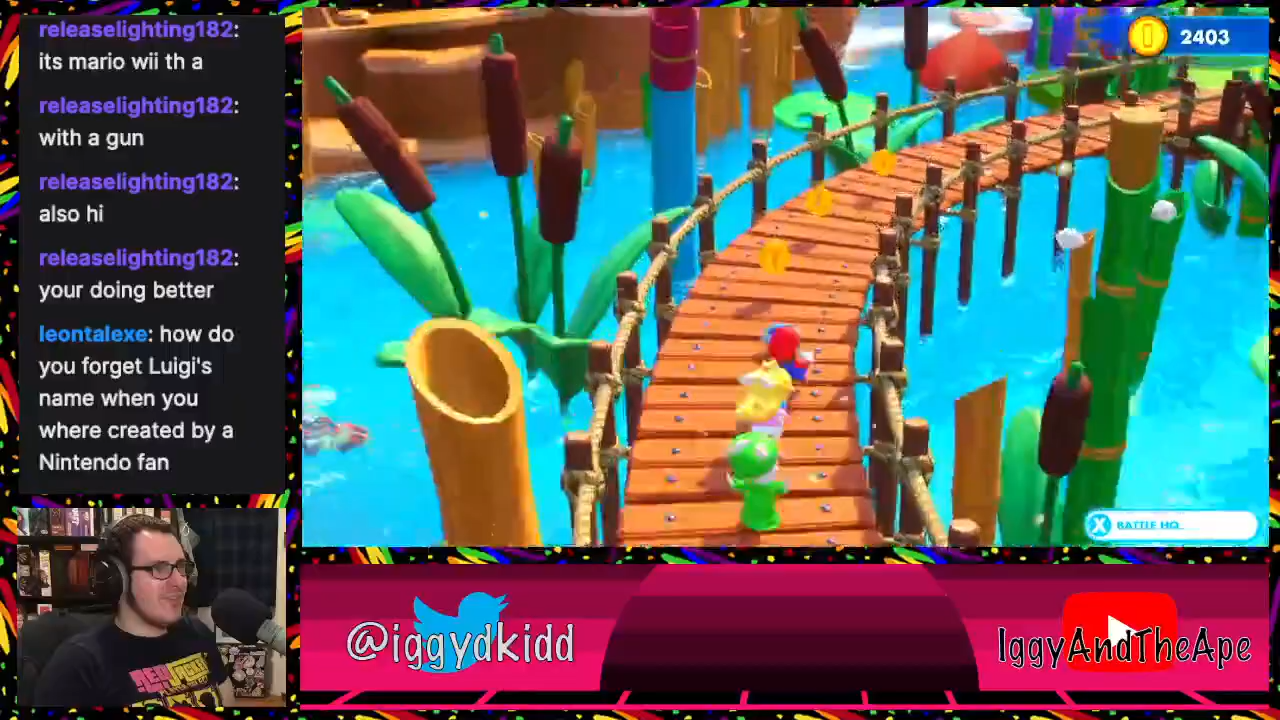 releaselighting182:
its mario wii th a
releaselighting182:
with a gun
releaselighting182:
also hi
releaselighting182:
your doing better
leontalexe: how do
you forget Luigi's
name when you
where created by a
Nintendo fan
2403
X BATTLE HQ
@iggydkidd
IggyAndTheApe